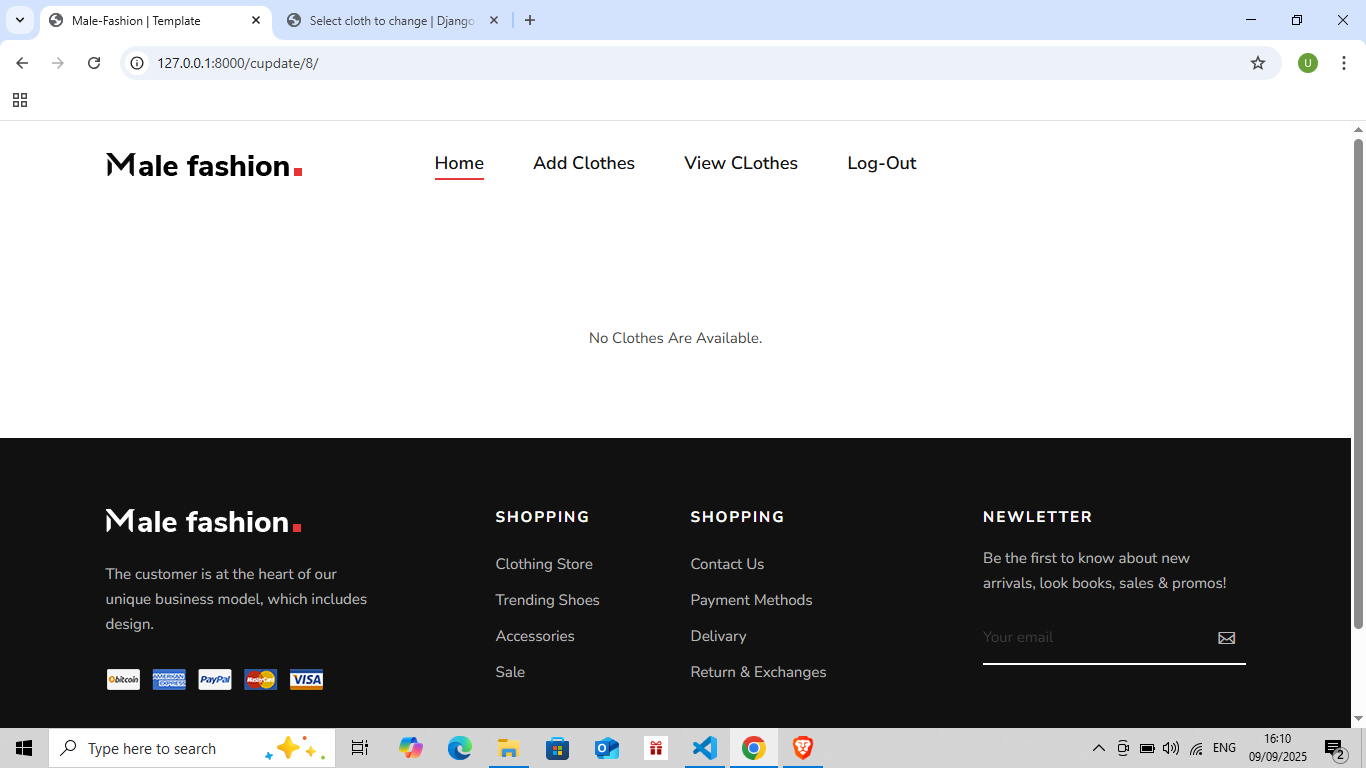 Male-Fashion | Template
Select cloth to change | Django
127.0.0.1:8000/cupdate/8/
U
Male fashion.
Home
Add Clothes
View CLothes
Log-Out
No Clothes Are Available.
Male fashion.
The customer is at the heart of our
unique business model, which includes
design.
bitcoin
AMERICAN EXPRESS
PayPal
MasterCard
VISA
SHOPPING
Clothing Store
Trending Shoes
Accessories
Sale
SHOPPING
Contact Us
Payment Methods
Delivary
Return & Exchanges
NEWLETTER
Be the first to know about new
arrivals, look books, sales & promos!
Your email
Type here to search
ENG
16:10
09/09/2025
2